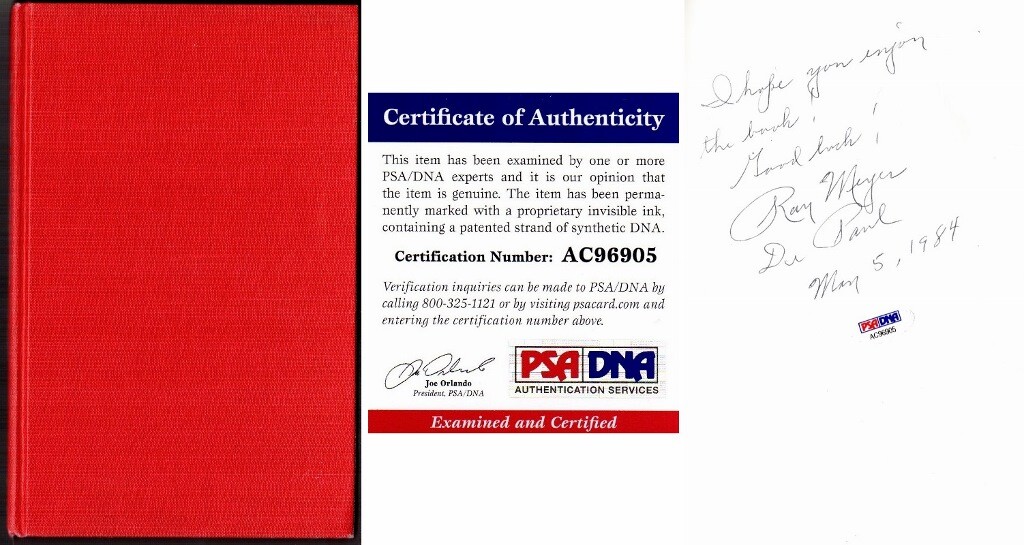 Certificate of Authenticity
This item has been examined by one or more
PSA/DNA experts and it is our opinion that
the item is genuine. The item has been perma-
nently marked with a proprietary invisible ink,
containing a patented strand of synthetic DNA.
Certification Number: AC96905
Verification inquiries can be made to PSA/DNA by
calling 800-325-1121 or by visiting psacard.com and
entering the certification number above.
Joe Orlando
President, PSA/DNA
PSA DNA
AUTHENTICATION SERVICES
Examined and Certified
I hope you enjoy
the book!
Good luck!
Ray Meyer
De Paul
May 5, 1984
PSA DNA
AC96905